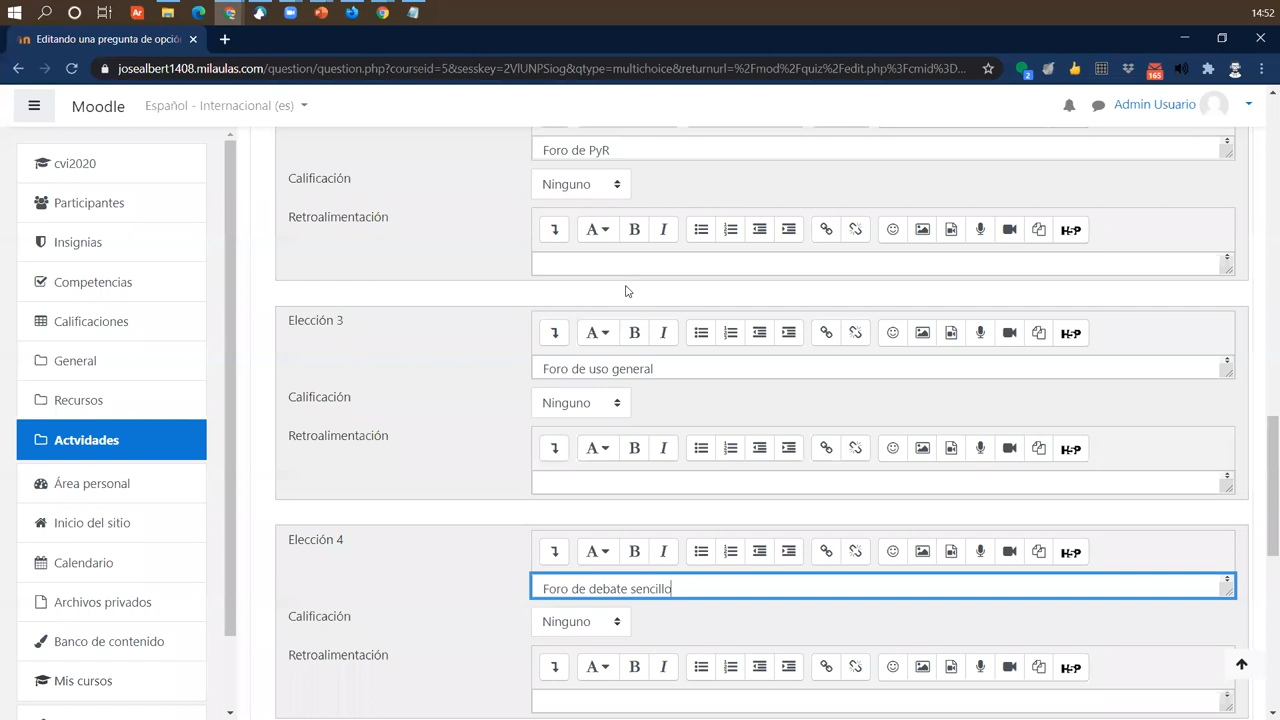 14:52
Editando una pregunta de opció
josealbert1408.milaulas.com/question/question.php?courseid=5&sesskey=2VlUNPSiog&qtype=multichoice&returnurl=%2Fmod%2Fquiz%2Fedit.php%3Fcmid%3D...
2
165
Moodle
Español - Internacional (es)
Admin Usuario
cvi2020
Participantes
Insignias
Competencias
Calificaciones
General
Recursos
Actvidades
Área personal
Inicio del sitio
Calendario
Archivos privados
Banco de contenido
Mis cursos
Foro de PyR
Calificación
Ninguno
Retroalimentación
A B I H-P
Elección 3
A B I H-P
Foro de uso general
Calificación
Ninguno
Retroalimentación
A B I H-P
Elección 4
A B I H-P
Foro de debate sencillo
Calificación
Ninguno
Retroalimentación
A B I H-P